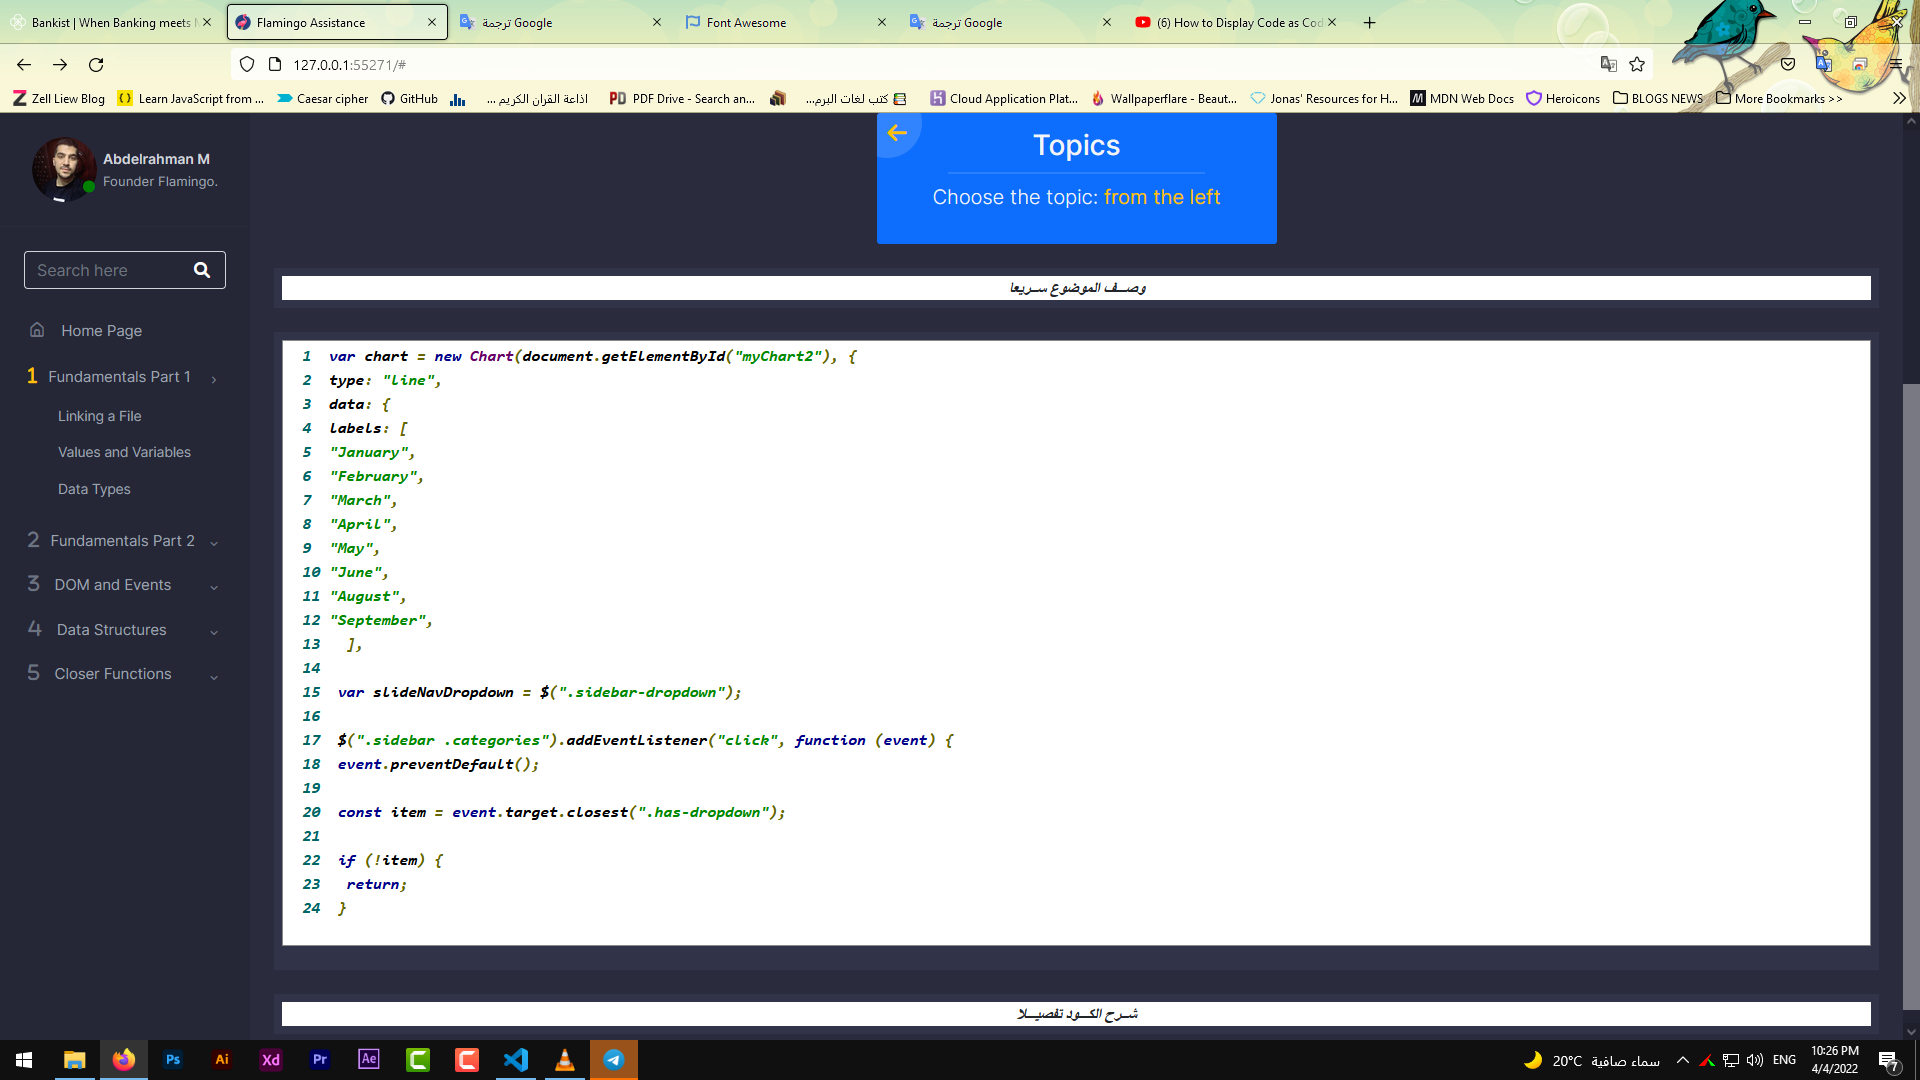 Bankist | When Banking meets
Flamingo Assistance
ترجمة Google
Font Awesome
ترجمة Google
(6) How to Display Code as Cod
127.0.0.1:55271/#
Zell Liew Blog
Learn JavaScript from ...
Caesar cipher
GitHub
اذاعة القران الكريم ...
PDF Drive - Search an...
كتب لغات البرم...
Cloud Application Plat...
Wallpaperflare - Beaut...
Jonas' Resources for H...
MDN Web Docs
Heroicons
BLOGS NEWS
More Bookmarks >>
Abdelrahman M
Founder Flamingo.
Search here
Home Page
1 Fundamentals Part 1
Linking a File
Values and Variables
Data Types
2 Fundamentals Part 2
3 DOM and Events
4 Data Structures
5 Closer Functions
Topics
Choose the topic: from the left
وصـــف الموضوع ســريعا
1 var chart = new Chart(document.getElementById("myChart2"), {
2 type: "line",
3 data: {
4 labels: [
5 "January",
6 "February",
7 "March",
8 "April",
9 "May",
10 "June",
11 "August",
12 "September",
13 ],
14
15 var slideNavDropdown = $(".sidebar-dropdown");
16
17 $(".sidebar .categories").addEventListener("click", function (event) {
18 event.preventDefault();
19
20 const item = event.target.closest(".has-dropdown");
21
22 if (!item) {
23 return;
24 }
شــرح الكـــود تفصيـــلا
Ps
Ai
Xd
Pr
Ae
20°C سماء صافية
ENG
10:26 PM
4/4/2022
7